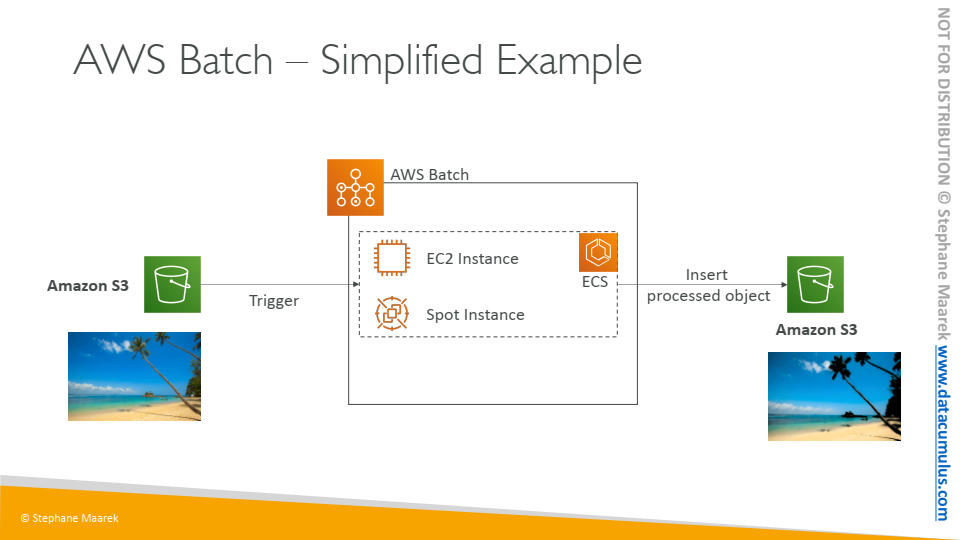 AWS Batch – Simplified Example
AWS Batch
EC2 Instance
ECS
Spot Instance
Amazon S3
Trigger
Insert
processed object
Amazon S3
© Stephane Maarek
NOT FOR DISTRIBUTION © Stephane Maarek www.datacumulus.com